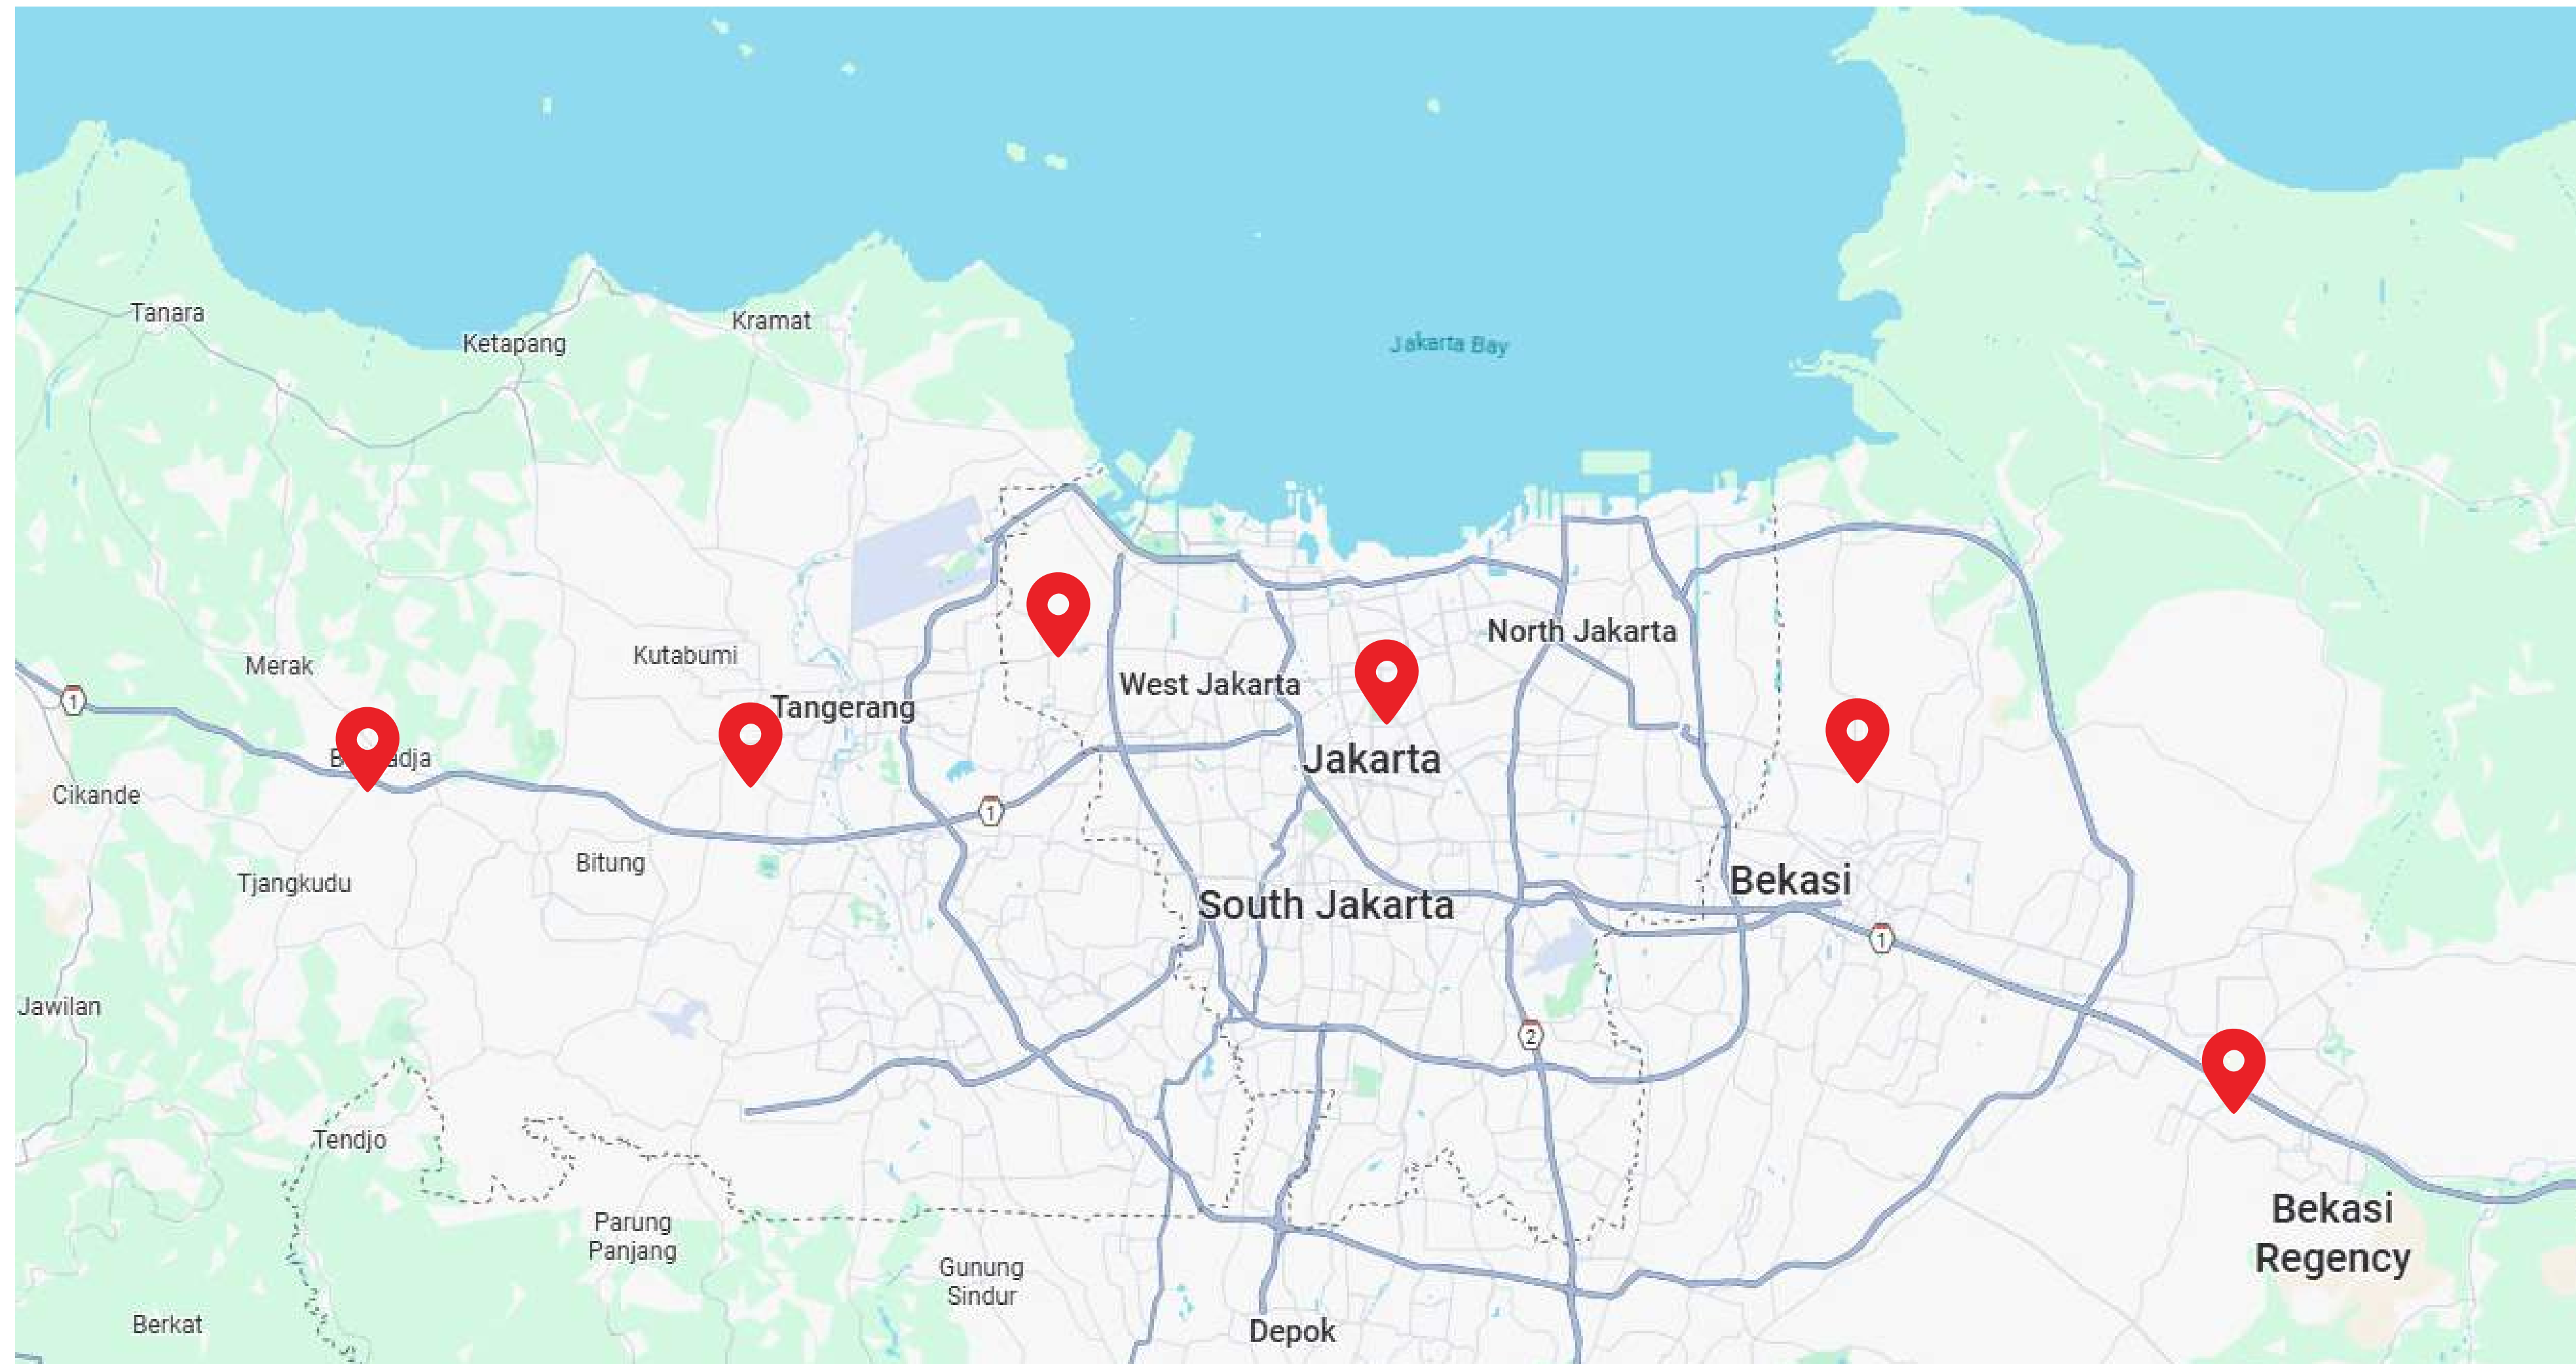 Tanara
Ketapang
Kramat
Jakarta Bay
North Jakarta
Kutabumi
Merak
West Jakarta
Tangerang
1
Jakarta
Cikande
1
Bitung
Tjangkudu
Bekasi
South Jakarta
1
Jawilan
2
Tendjo
Parung
Panjang
Bekasi
Regency
Gunung
Sindur
Berkat
Depok